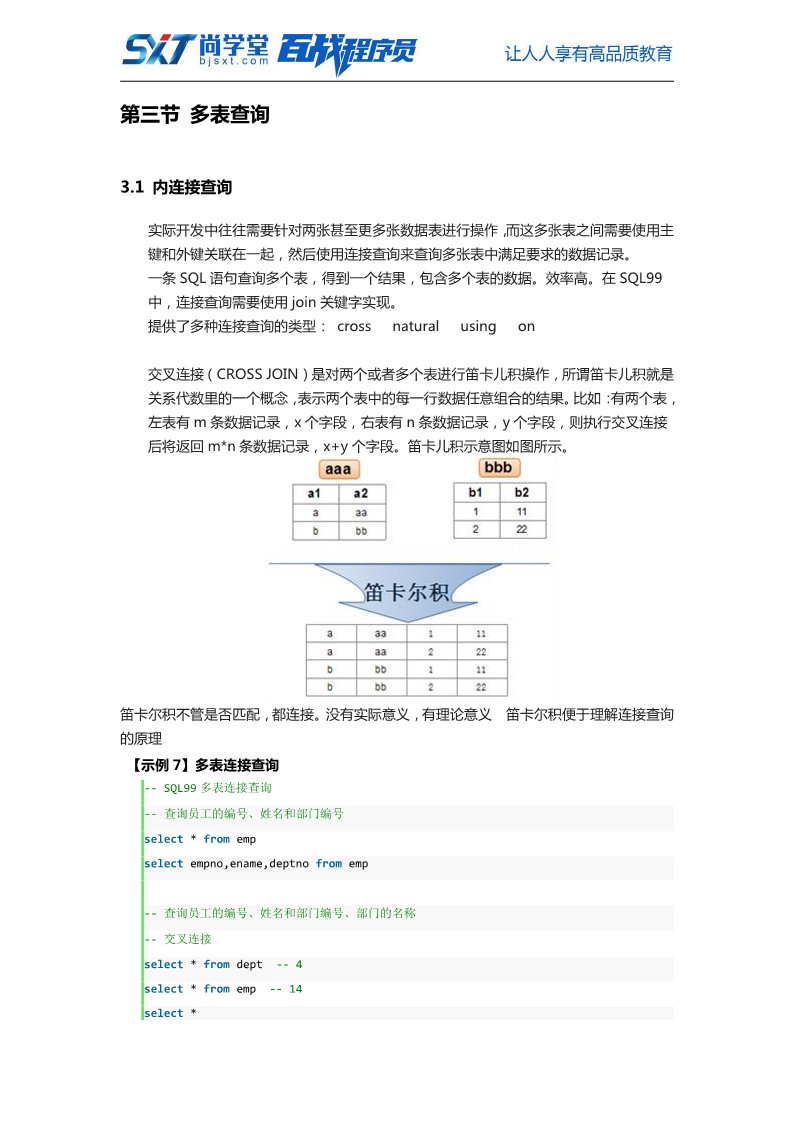 SXT 尚学堂 百战程序员 让人人享有高品质教育
bjsxt.com
第三节 多表查询
3.1 内连接查询
实际开发中往往需要针对两张甚至更多张数据表进行操作，而这多张表之间需要使用主
键和外键关联在一起，然后使用连接查询来查询多张表中满足要求的数据记录。
一条 SQL 语句查询多个表，得到一个结果，包含多个表的数据。效率高。在 SQL99
中，连接查询需要使用 join 关键字实现。
提供了多种连接查询的类型： cross natural using on
交叉连接（CROSS JOIN）是对两个或者多个表进行笛卡儿积操作，所谓笛卡儿积就是
关系代数里的一个概念，表示两个表中的每一行数据任意组合的结果。比如：有两个表，
左表有 m 条数据记录，x 个字段，右表有 n 条数据记录，y 个字段，则执行交叉连接
后将返回 m*n 条数据记录，x+y 个字段。笛卡儿积示意图如图所示。
aaa bbb
a1 a2 b1 b2
a aa 1 11
b bb 2 22
笛卡尔积
a aa 1 11
a aa 2 22
b bb 1 11
b bb 2 22
笛卡尔积不管是否匹配，都连接。没有实际意义，有理论意义 笛卡尔积便于理解连接查询
的原理
【示例 7】多表连接查询
-- SQL99 多表连接查询
-- 查询员工的编号、姓名和部门编号
select * from emp
select empno,ename,deptno from emp
-- 查询员工的编号、姓名和部门编号、部门的名称
-- 交叉连接
select * from dept -- 4
select * from emp -- 14
select *